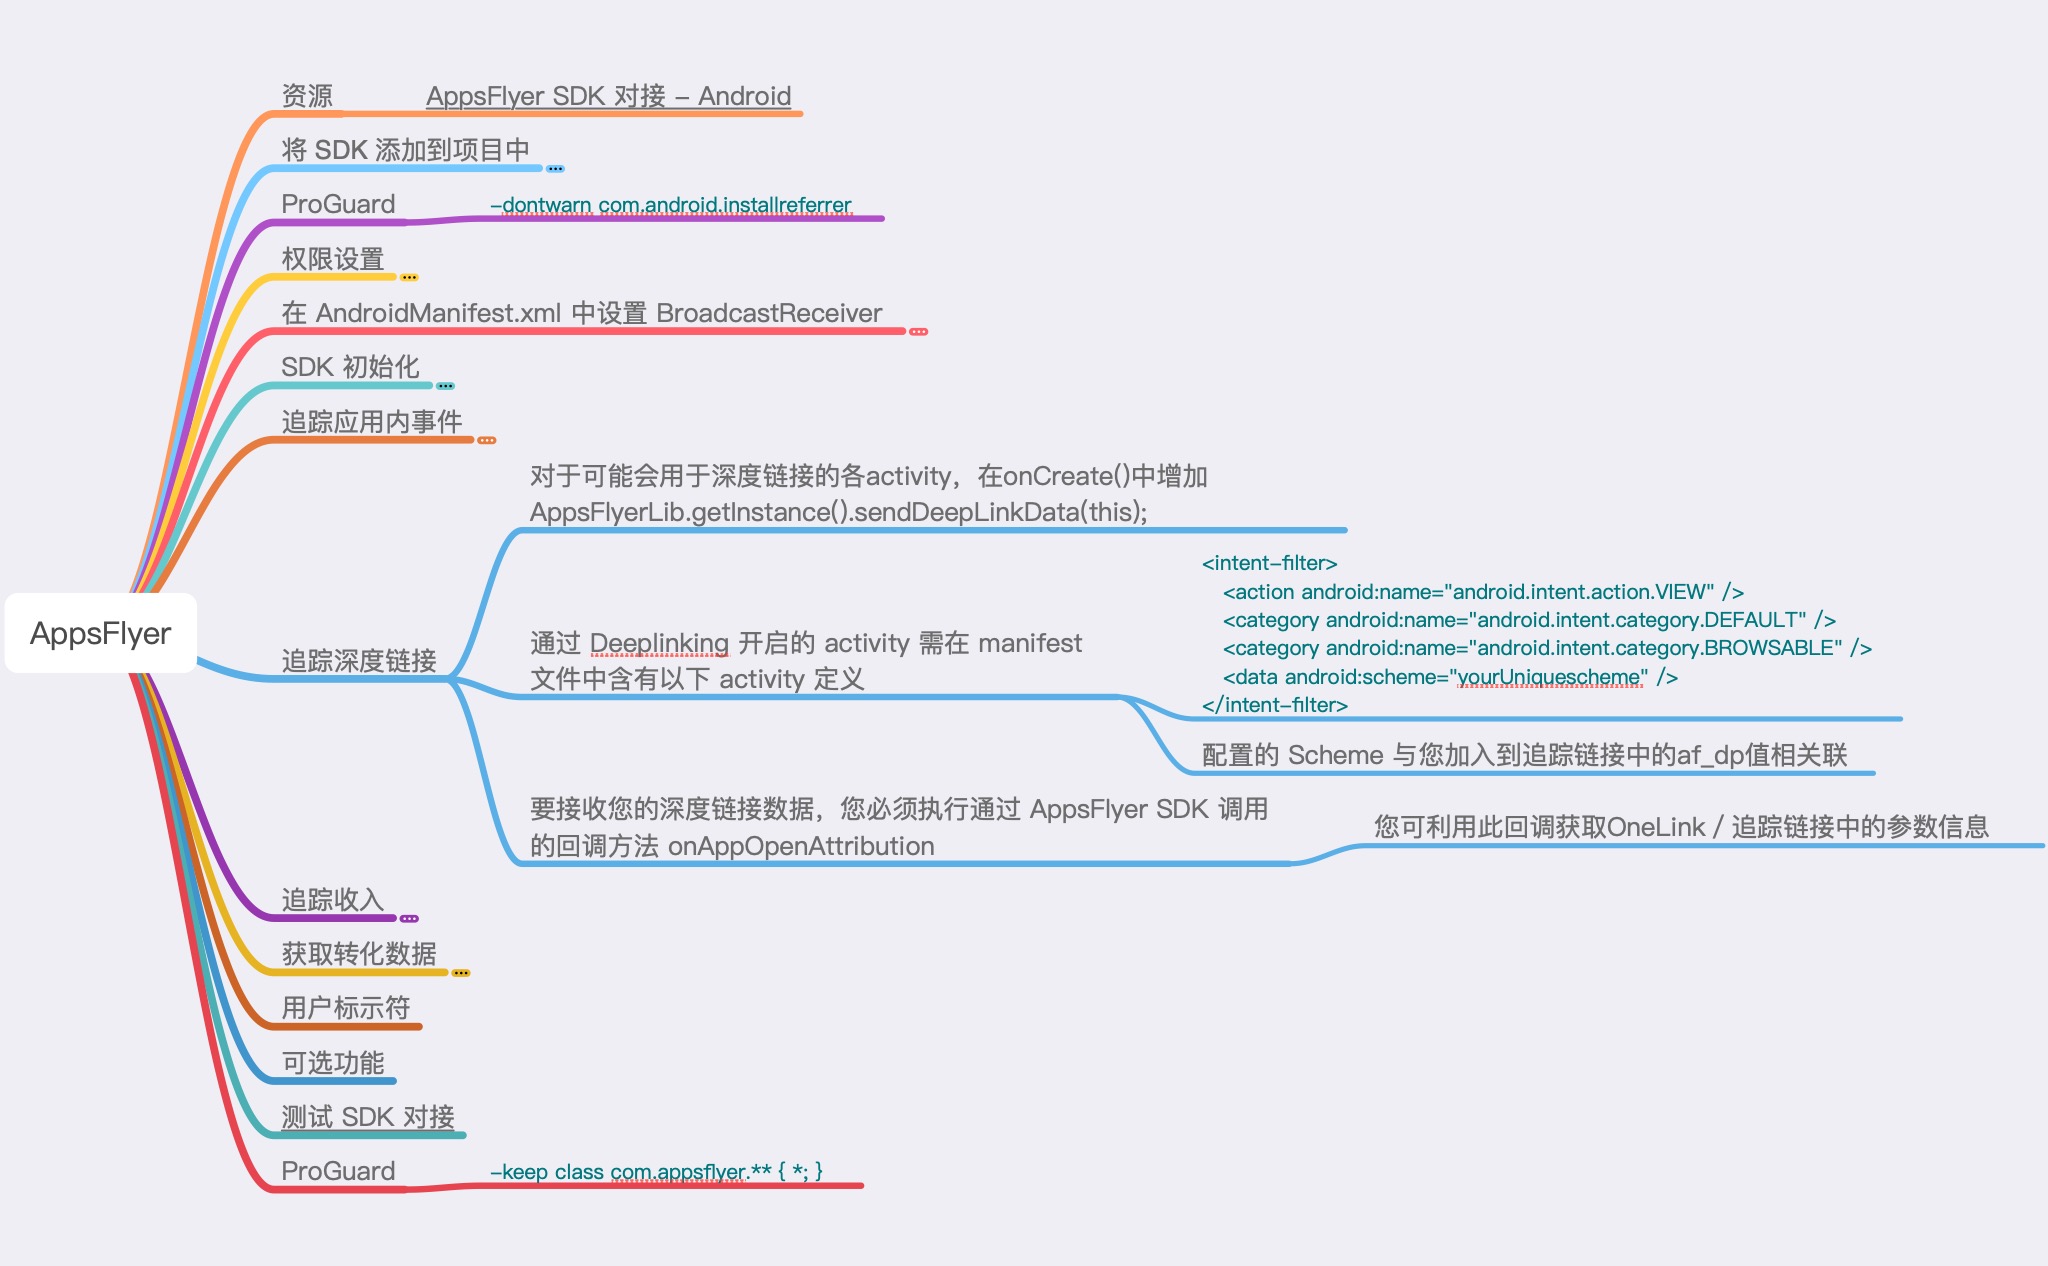 资源
AppsFlyer SDK 对接 - Android
将 SDK 添加到项目中
ProGuard
-dontwarn com.android.installreferrer
权限设置
在 AndroidManifest.xml 中设置 BroadcastReceiver
SDK 初始化
追踪应用内事件
AppsFlyer
追踪深度链接
对于可能会用于深度链接的各activity，在onCreate()中增加
AppsFlyerLib.getInstance().sendDeepLinkData(this);
通过 Deeplinking 开启的 activity 需在 manifest
文件中含有以下 activity 定义
<intent-filter>
<action android:name="android.intent.action.VIEW" />
<category android:name="android.intent.category.DEFAULT" />
<category android:name="android.intent.category.BROWSABLE" />
<data android:scheme="yourUniquescheme" />
</intent-filter>
配置的 Scheme 与您加入到追踪链接中的af_dp值相关联
要接收您的深度链接数据，您必须执行通过 AppsFlyer SDK 调用
的回调方法 onAppOpenAttribution
您可利用此回调获取OneLink / 追踪链接中的参数信息
追踪收入
获取转化数据
用户标示符
可选功能
测试 SDK 对接
ProGuard
-keep class com.appsflyer.** { *; }